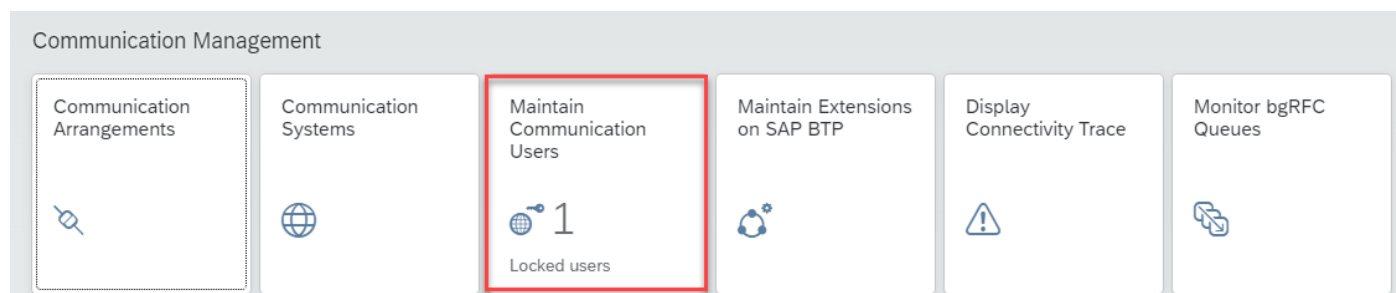 Communication Management
Communication
Arrangements
Communication
Systems
Maintain
Communication
Users
1
Locked users
Maintain Extensions
on SAP BTP
Display
Connectivity Trace
Monitor bgRFC
Queues